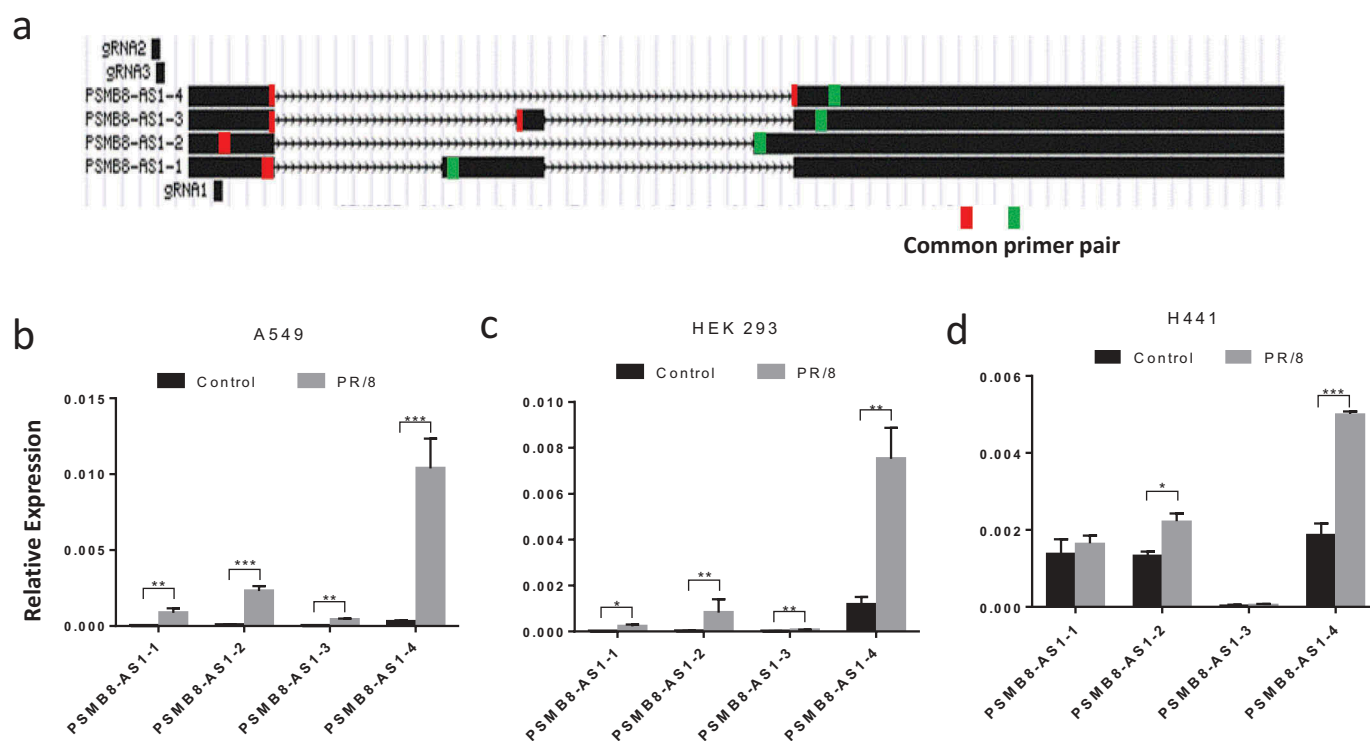 a
gRNA2
gRNA3
PSMB8-AS1-4
PSMB8-AS1-3
PSMB8-AS1-2
PSMB8-AS1-1
gRNA1
Common primer pair
b
A549
Control PR/8
Relative Expression
0.015
0.010
0.005
0.000
** *** ** ***
PSMB8-AS1-1
PSMB8-AS1-2
PSMB8-AS1-3
PSMB8-AS1-4
c
HEK 293
Control PR/8
0.010
0.008
0.006
0.004
0.002
0.000
* ** ** **
PSMB8-AS1-1
PSMB8-AS1-2
PSMB8-AS1-3
PSMB8-AS1-4
d
H441
Control PR/8
0.006
0.004
0.002
0.000
* ***
PSMB8-AS1-1
PSMB8-AS1-2
PSMB8-AS1-3
PSMB8-AS1-4